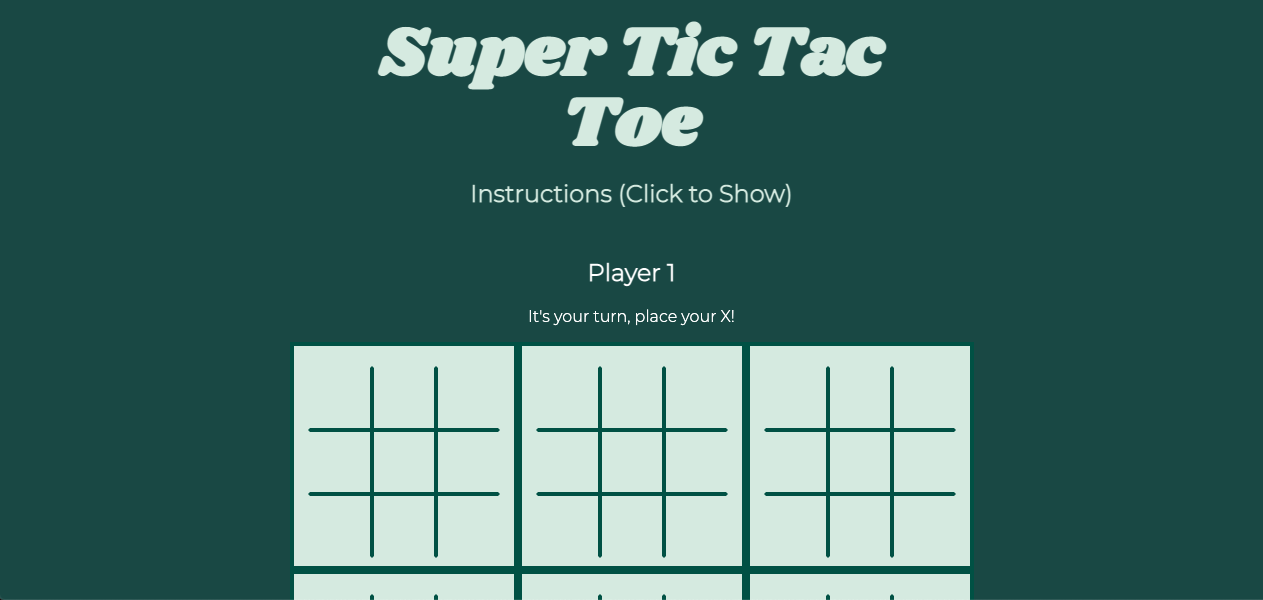 Super Tic Tac
Toe
Instructions (Click to Show)
Player 1
It's your turn, place your X!